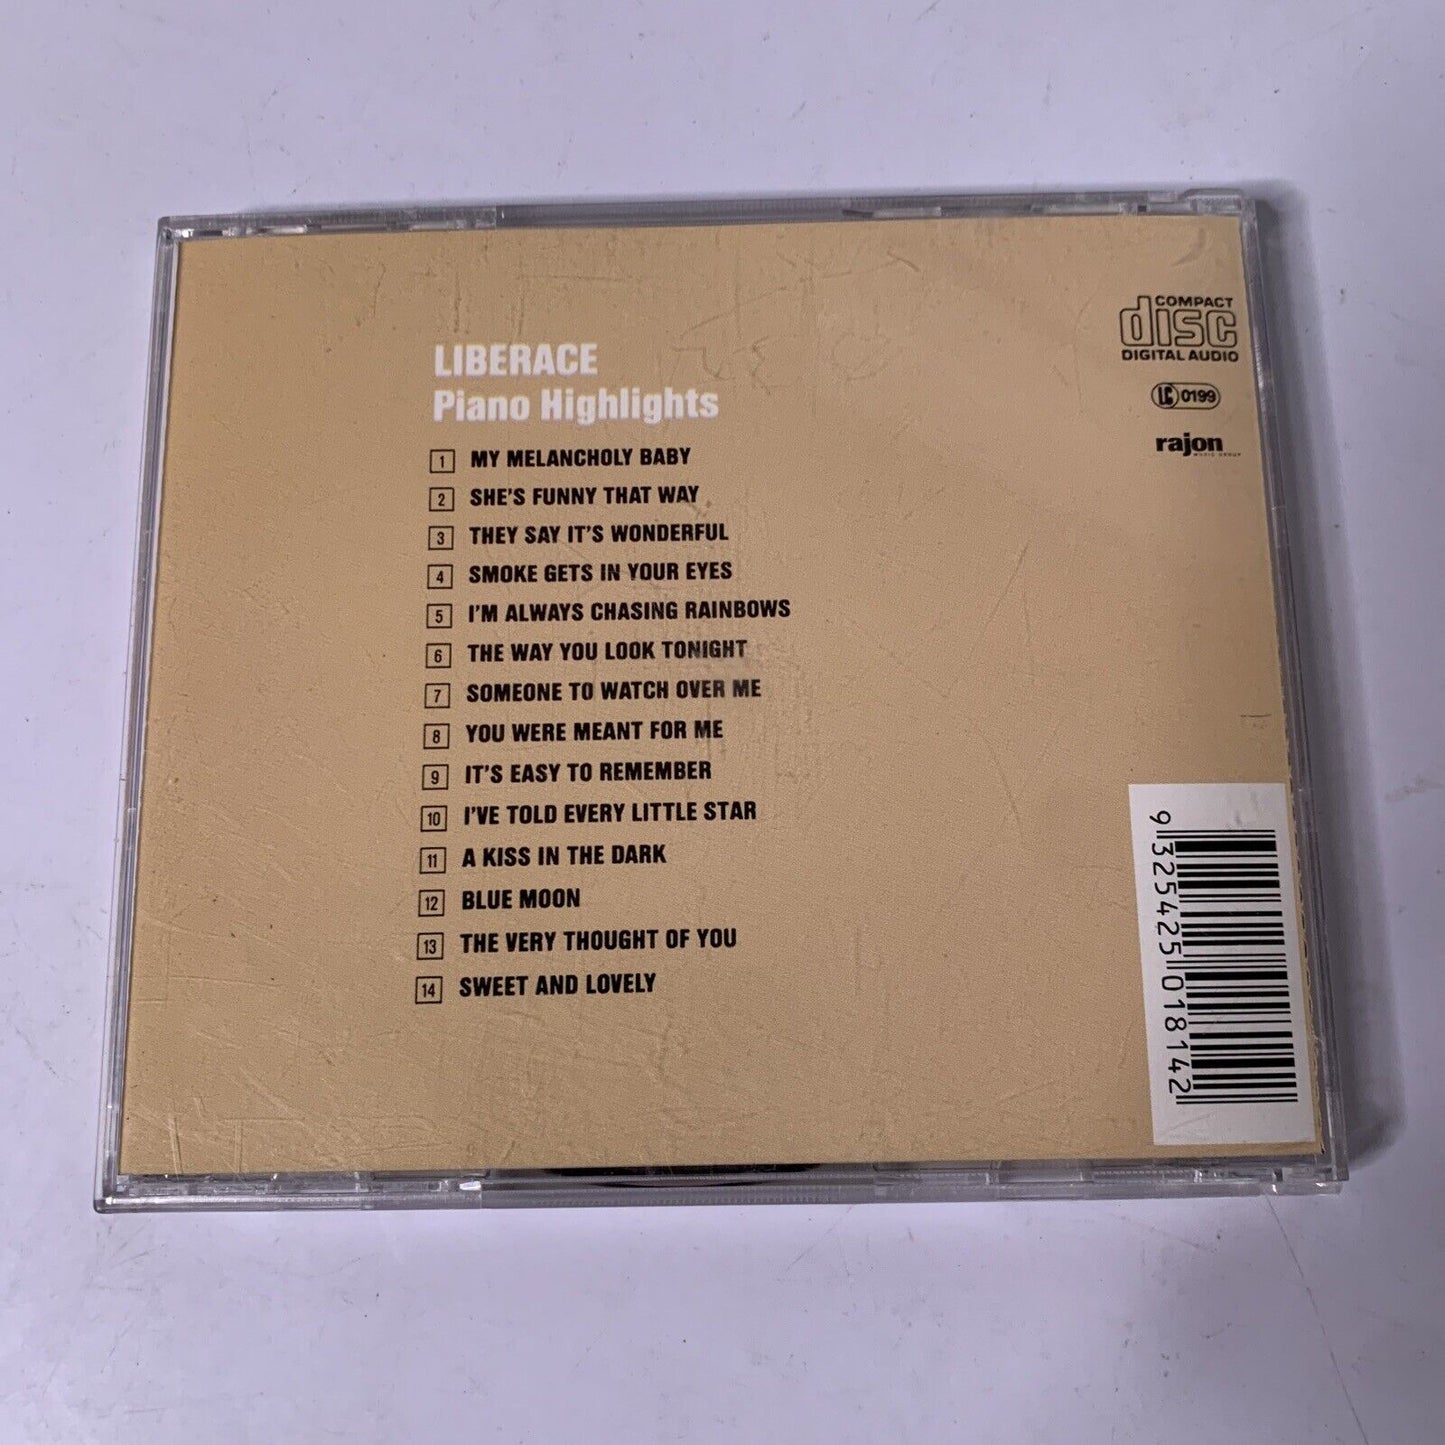 COMPACT
disc
DIGITAL AUDIO
LC 0199
rajon
MUSIC GROUP
LIBERACE
Piano Highlights
1 MY MELANCHOLY BABY
2 SHE'S FUNNY THAT WAY
3 THEY SAY IT'S WONDERFUL
4 SMOKE GETS IN YOUR EYES
5 I'M ALWAYS CHASING RAINBOWS
6 THE WAY YOU LOOK TONIGHT
7 SOMEONE TO WATCH OVER ME
8 YOU WERE MEANT FOR ME
9 IT'S EASY TO REMEMBER
10 I'VE TOLD EVERY LITTLE STAR
11 A KISS IN THE DARK
12 BLUE MOON
13 THE VERY THOUGHT OF YOU
14 SWEET AND LOVELY
9 325425 018142